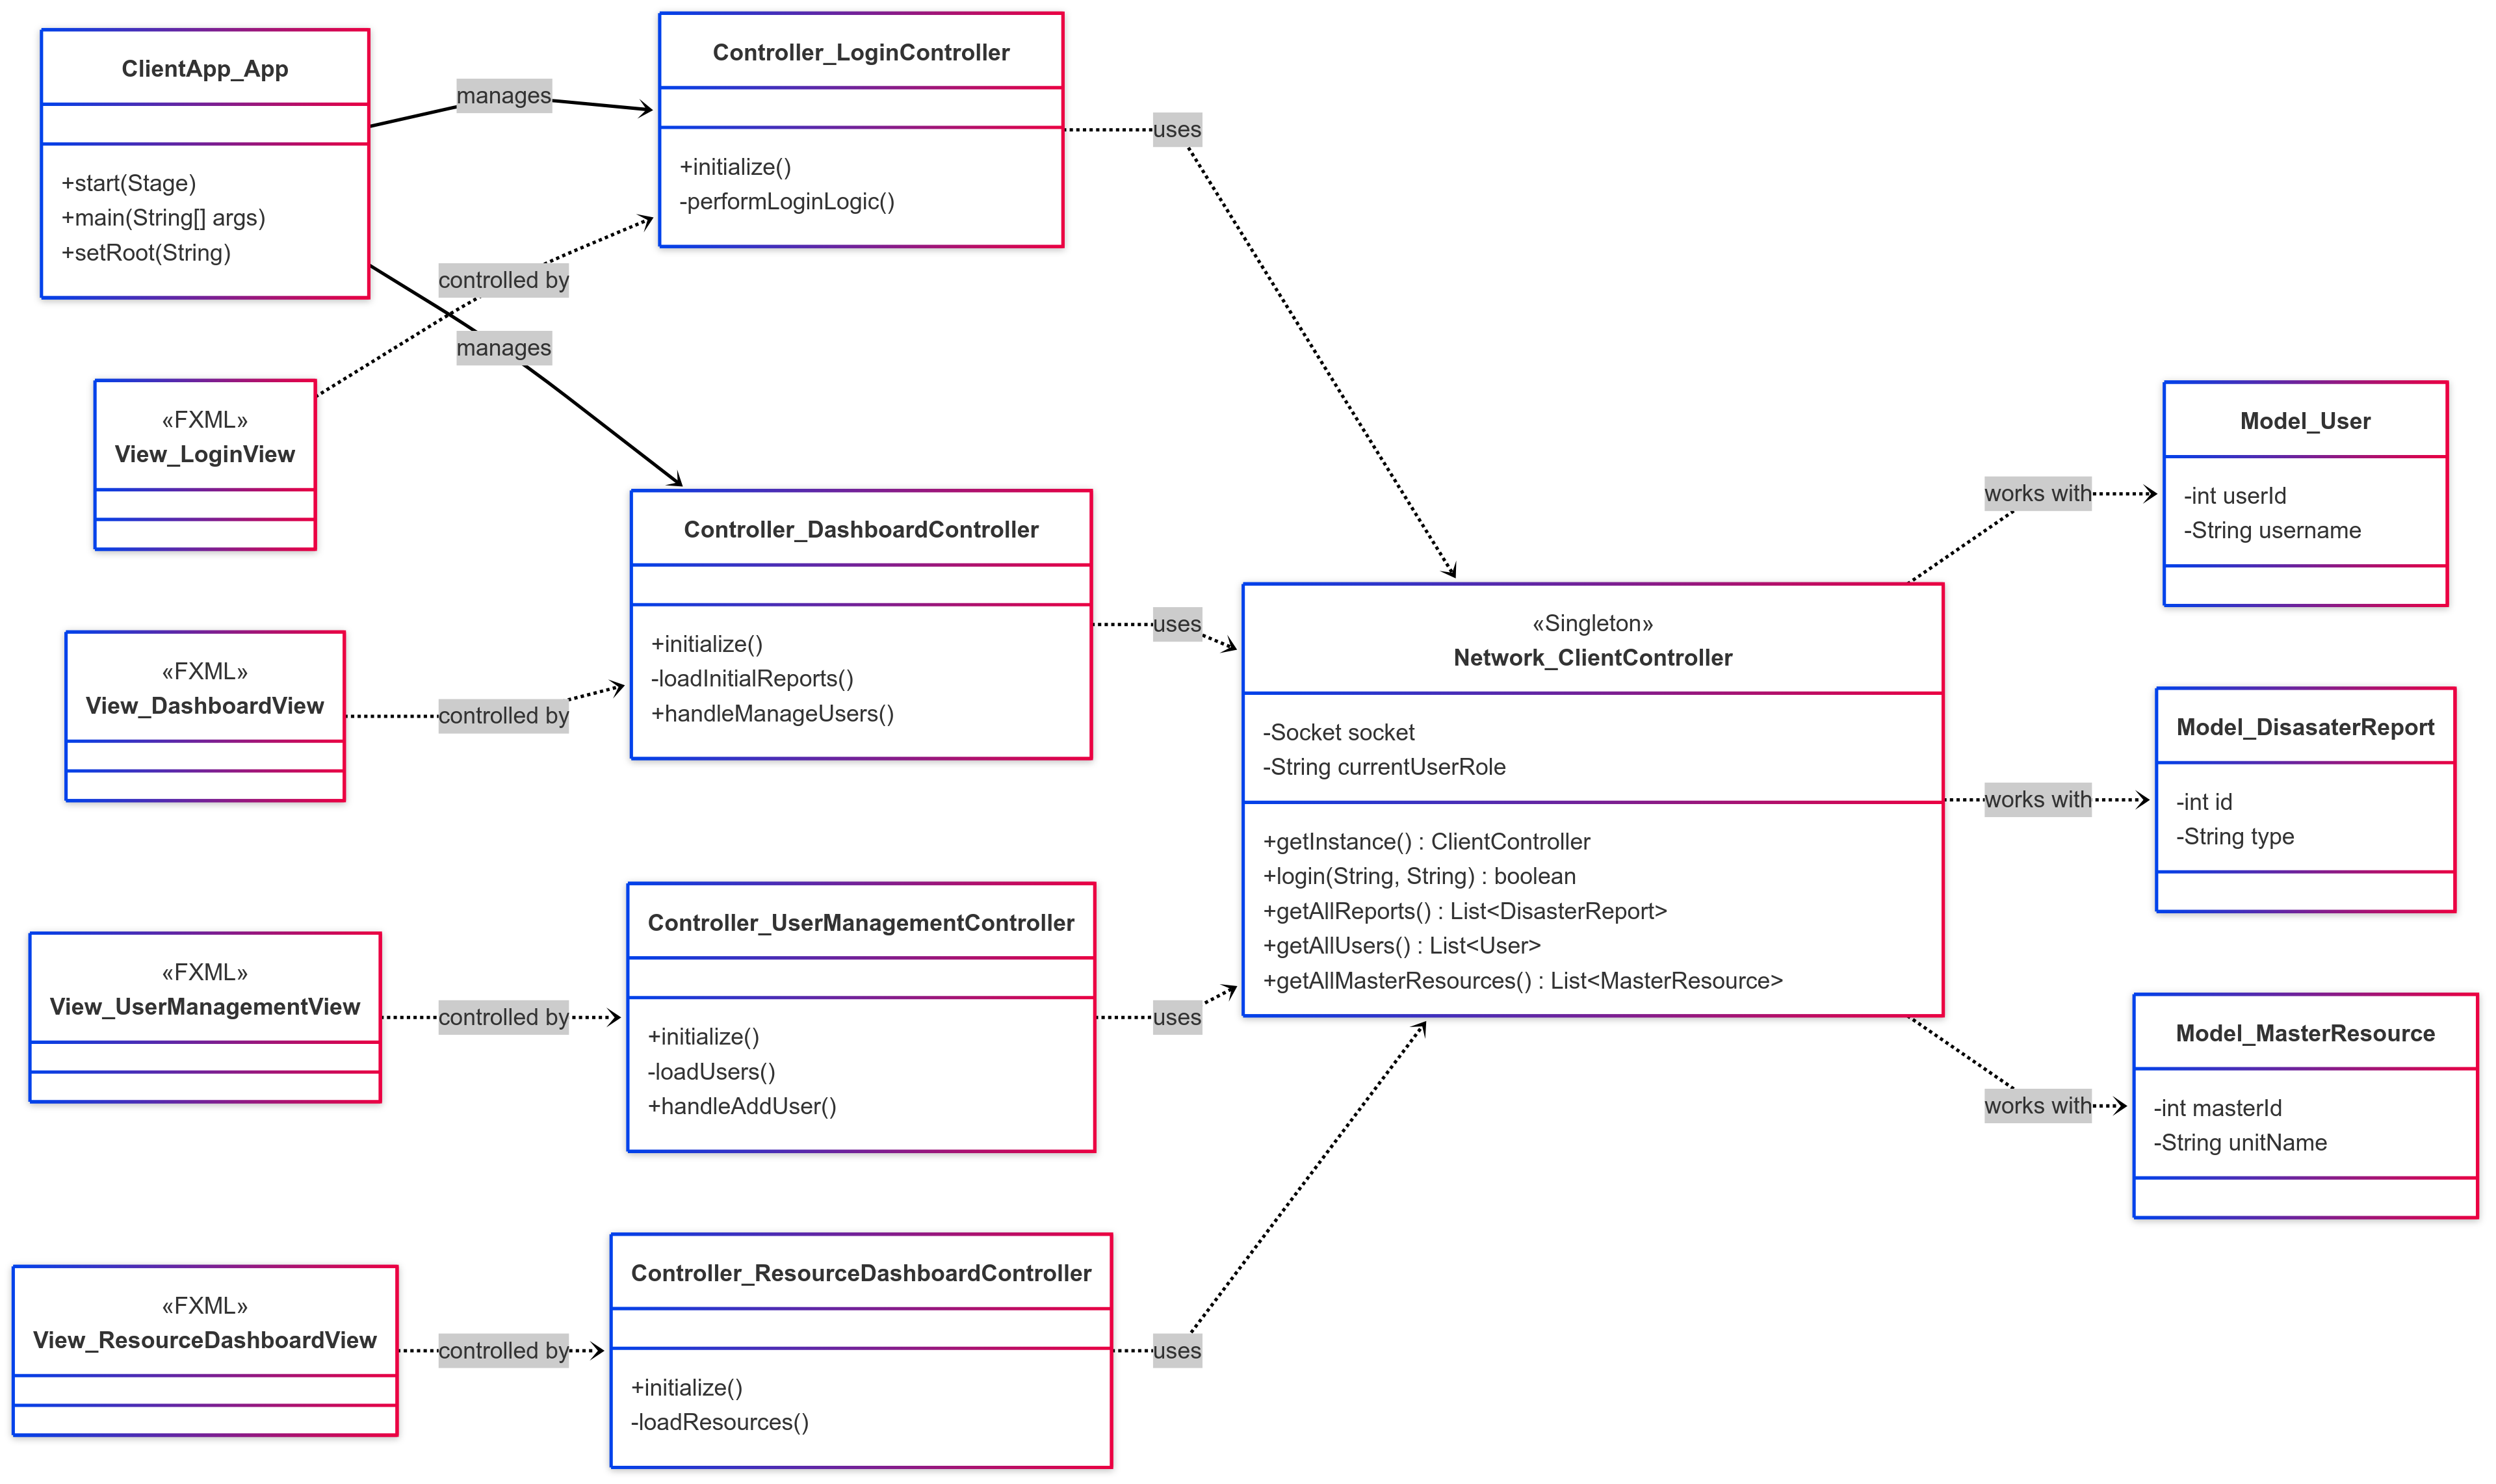 ClientApp_App
+start(Stage)
+main(String[] args)
+setRoot(String)
manages
Controller_LoginController
+initialize()
-performLoginLogic()
uses
controlled by
manages
«FXML»
View_LoginView
Controller_DashboardController
+initialize()
-loadInitialReports()
+handleManageUsers()
uses
«FXML»
View_DashboardView
controlled by
«Singleton»
Network_ClientController
-Socket socket
-String currentUserRole
+getInstance() : ClientController
+login(String, String) : boolean
+getAllReports() : List<DisasterReport>
+getAllUsers() : List<User>
+getAllMasterResources() : List<MasterResource>
works with
Model_User
-int userId
-String username
works with
Model_DisasaterReport
-int id
-String type
works with
Model_MasterResource
-int masterId
-String unitName
«FXML»
View_UserManagementView
controlled by
Controller_UserManagementController
+initialize()
-loadUsers()
+handleAddUser()
uses
«FXML»
View_ResourceDashboardView
controlled by
Controller_ResourceDashboardController
+initialize()
-loadResources()
uses